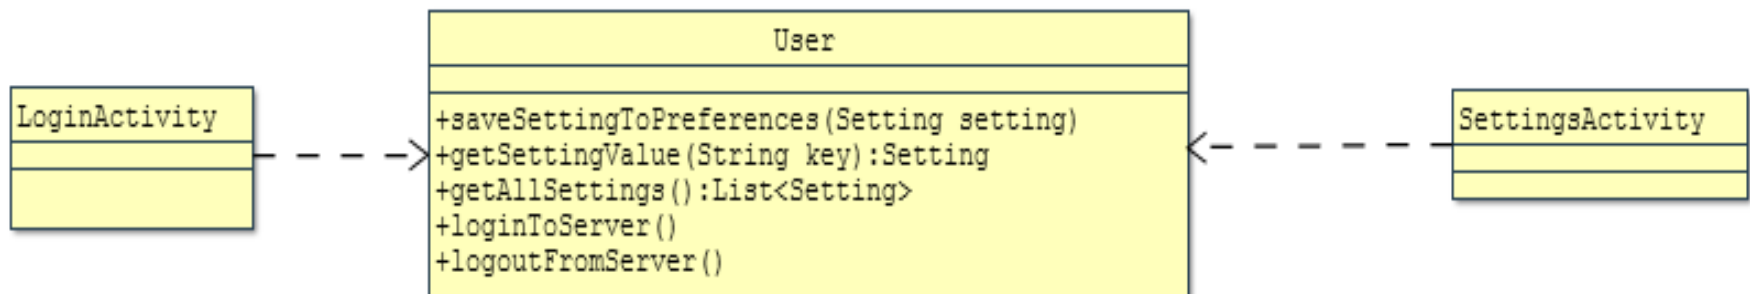 User
LoginActivity
+saveSettingToPreferences(Setting setting)
+getSettingValue(String key):Setting
+getAllSettings():List<Setting>
+loginToServer()
+logoutFromServer()
SettingsActivity